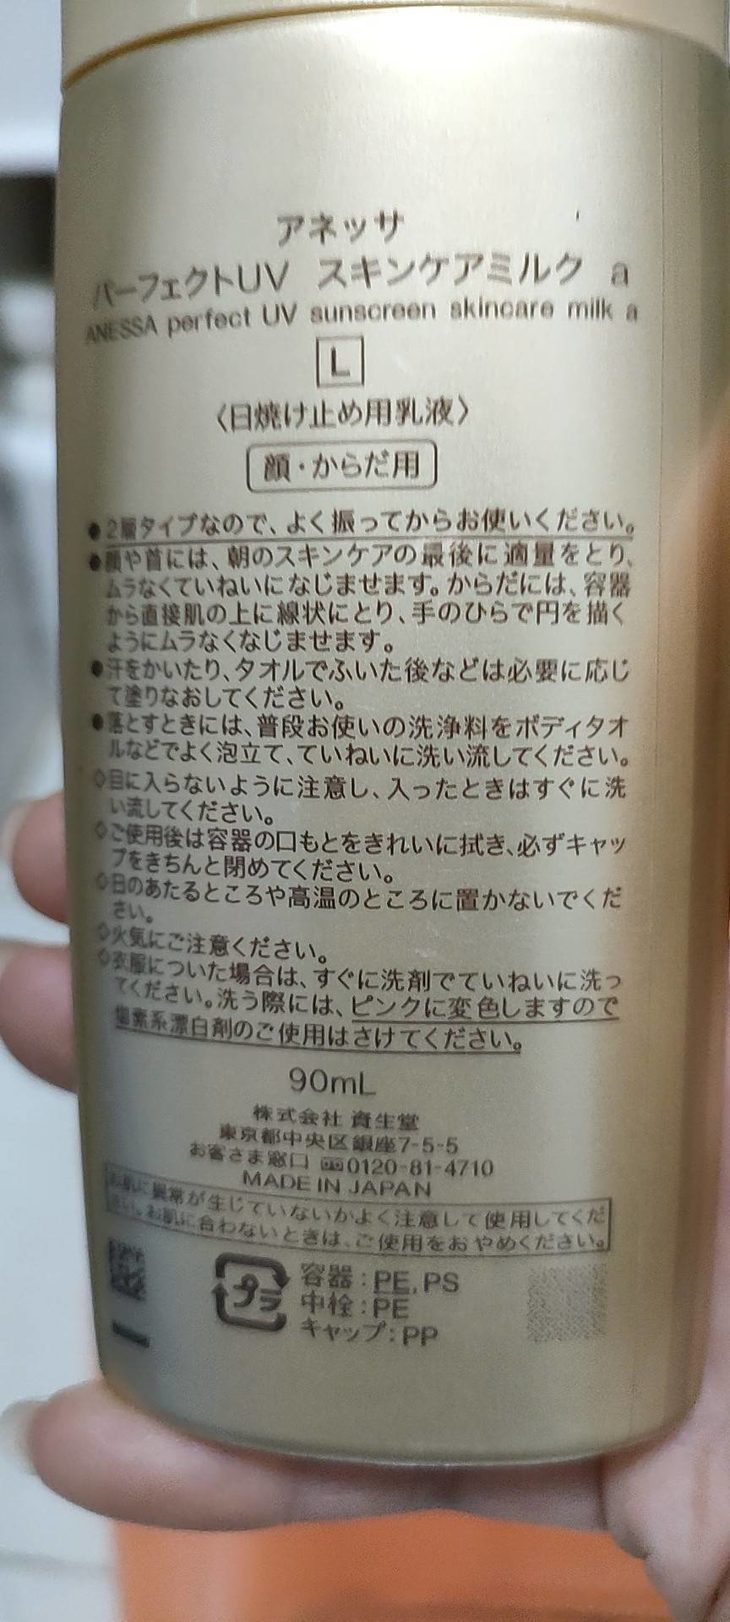 アネッサ
パーフェクトUV スキンケアミルク a
ANESSA perfect UV sunscreen skincare milk a
L
〈日焼け止め用乳液〉
顔・からだ用
●2層タイプなので、よく振ってからお使いください。
●顔や首には、朝のスキンケアの最後に適量をとり、
ムラなくていねいになじませます。からだには、容器
から直接肌の上に線状にとり、手のひらで円を描く
ようにムラなくなじませます。
●汗をかいたり、タオルでふいた後などは必要に応じ
て塗りなおしてください。
●落とすときには、普段お使いの洗浄料をボディタオ
ルなどでよく泡立て、ていねいに洗い流してください。
◇目に入らないように注意し、入ったときはすぐに洗
い流してください。
◇ご使用後は容器の口もとをきれいに拭き、必ずキャッ
プをきちんと閉めてください。
◇日のあたるところや高温のところに置かないでくだ
さい。
◇火気にご注意ください。
◇衣服についた場合は、すぐに洗剤でていねいに洗っ
てください。洗う際には、ピンクに変色しますので
塩素系漂白剤のご使用はさけてください。
90mL
株式会社 資生堂
東京都中央区銀座7-5-5
お客さま窓口 0120-81-4710
MADE IN JAPAN
お肌に異常が生じていないかよく注意して使用してくだ
さい。お肌に合わないときは、ご使用をおやめください。
プラ
容器:PE, PS
中栓:PE
キャップ:PP